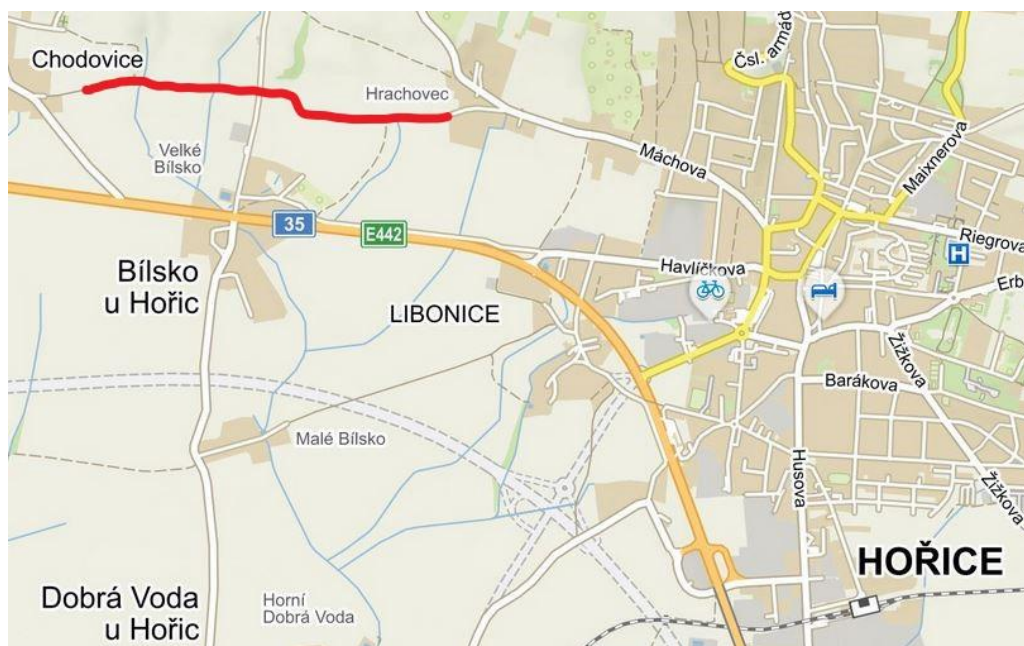 Čsl. armád
Chodovice
Hrachovec
Velké
Bílsko
Máchova
Maixnerova
35
E442
Riegrova
H
Bílsko
u Hořic
Havlíčkova
Erb
LIBONICE
Žižkova
Barákova
Malé Bílsko
Husova
Žižkova
HOŘICE
Dobrá Voda
u Hořic
Horní
Dobrá Voda